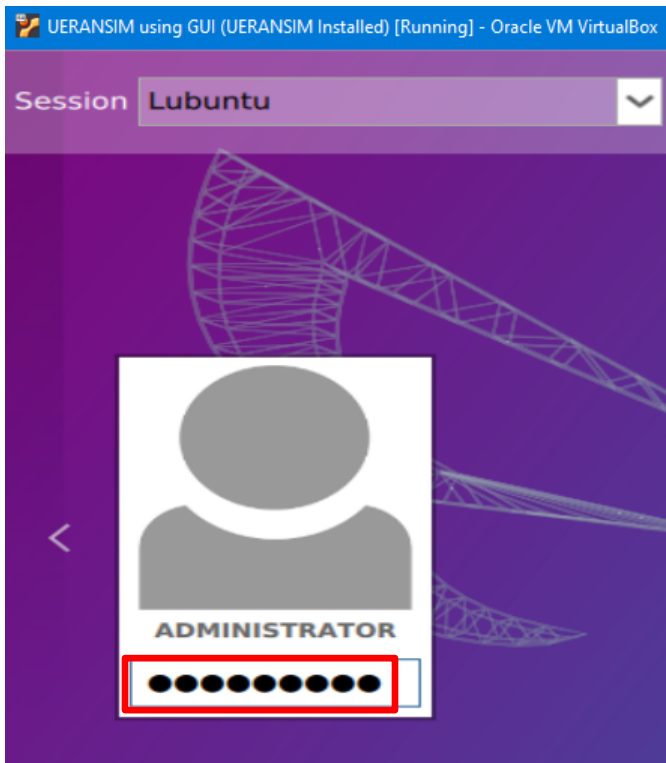 UERANSIM using GUI (UERANSIM Installed) [Running] - Oracle VM VirtualBox
Session Lubuntu
ADMINISTRATOR
●●●●●●●●●